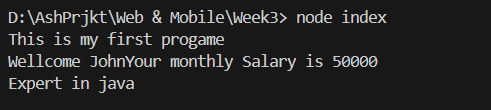 D:\AshPrjkt\Web & Mobile\Week3> node index
This is my first progame
Wellcome JohnYour monthly Salary is 50000
Expert in java